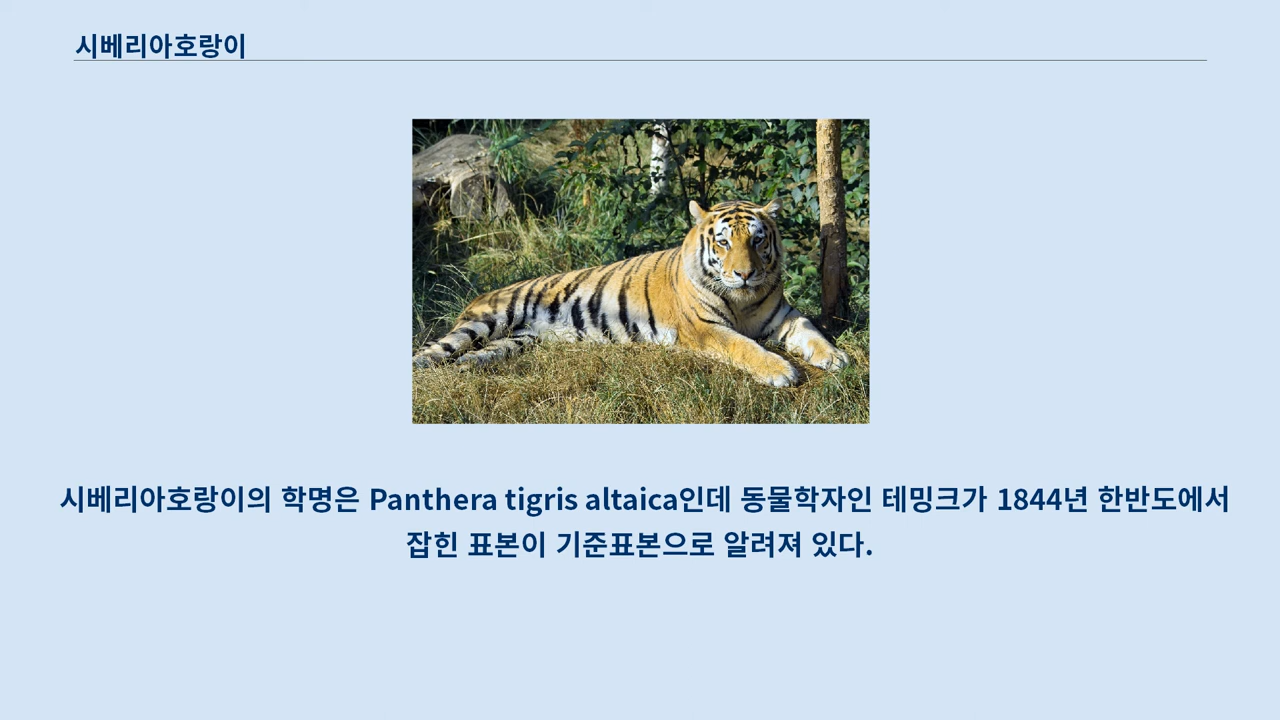 시베리아호랑이
시베리아호랑이의 학명은 Panthera tigris altaica인데 동물학자인 테밍크가 1844년 한반도에서
잡힌 표본이 기준표본으로 알려져 있다.